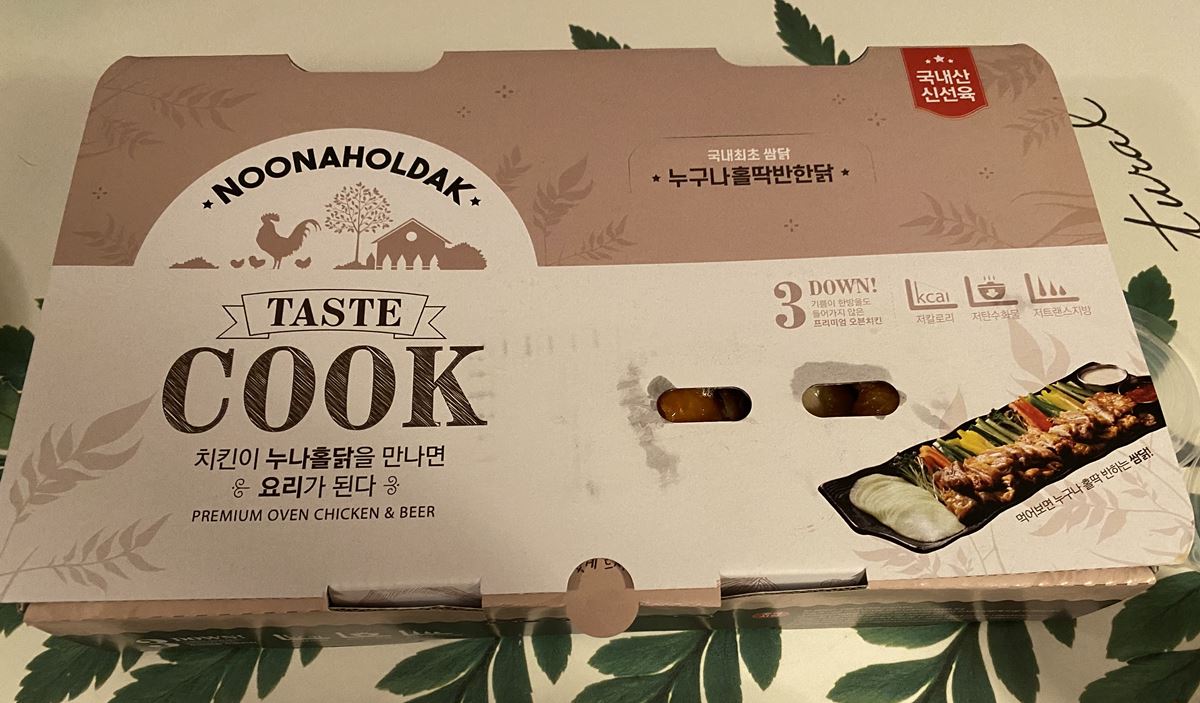 국내산
신선육
NOONAHOLDAK
국내최초 쌈닭
누구나홀딱반한닭
tural
TASTE
COOK
치킨이 누나홀닭을 만나면
요리가 된다
PREMIUM OVEN CHICKEN & BEER
3 DOWN!
기름이 한방울도
들어가지 않은
프리미엄 오븐치킨
kcal
저칼로리
저탄수화물
저트랜스지방
먹어보면 누구나 홀딱 반하는 쌈닭!
DOWN!